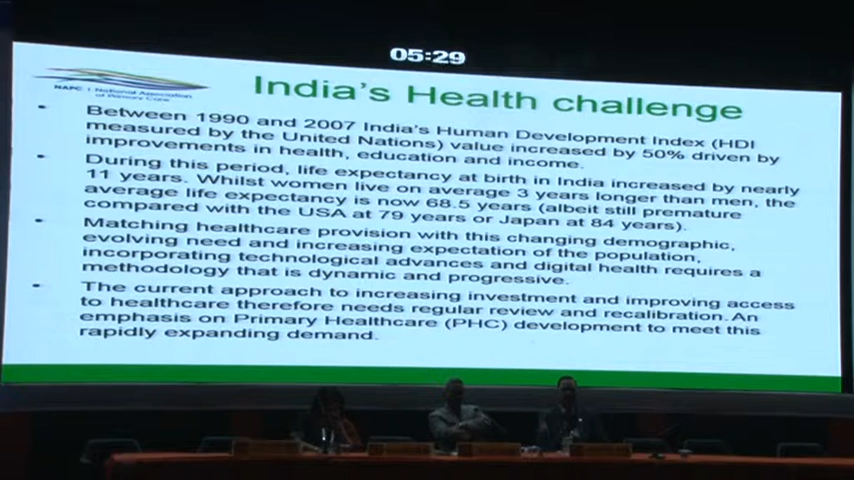 05:29
India's Health challenge
NAPC | National Association
of Primary Care
• Between 1990 and 2007 India's Human Development Index (HDI
measured by the United Nations) value increased by 50% driven by
improvements in health, education and income.
• During this period, life expectancy at birth in India increased by nearly
11 years. Whilst women live on average 3 years longer than men, the
average life expectancy is now 68.5 years (albeit still premature
compared with the USA at 79 years or Japan at 84 years).
• Matching healthcare provision with this changing demographic,
evolving need and increasing expectation of the population,
incorporating technological advances and digital health requires a
methodology that is dynamic and progressive.
• The current approach to increasing investment and improving access
to healthcare therefore needs regular review and recalibration. An
emphasis on Primary Healthcare (PHC) development to meet this
rapidly expanding demand.